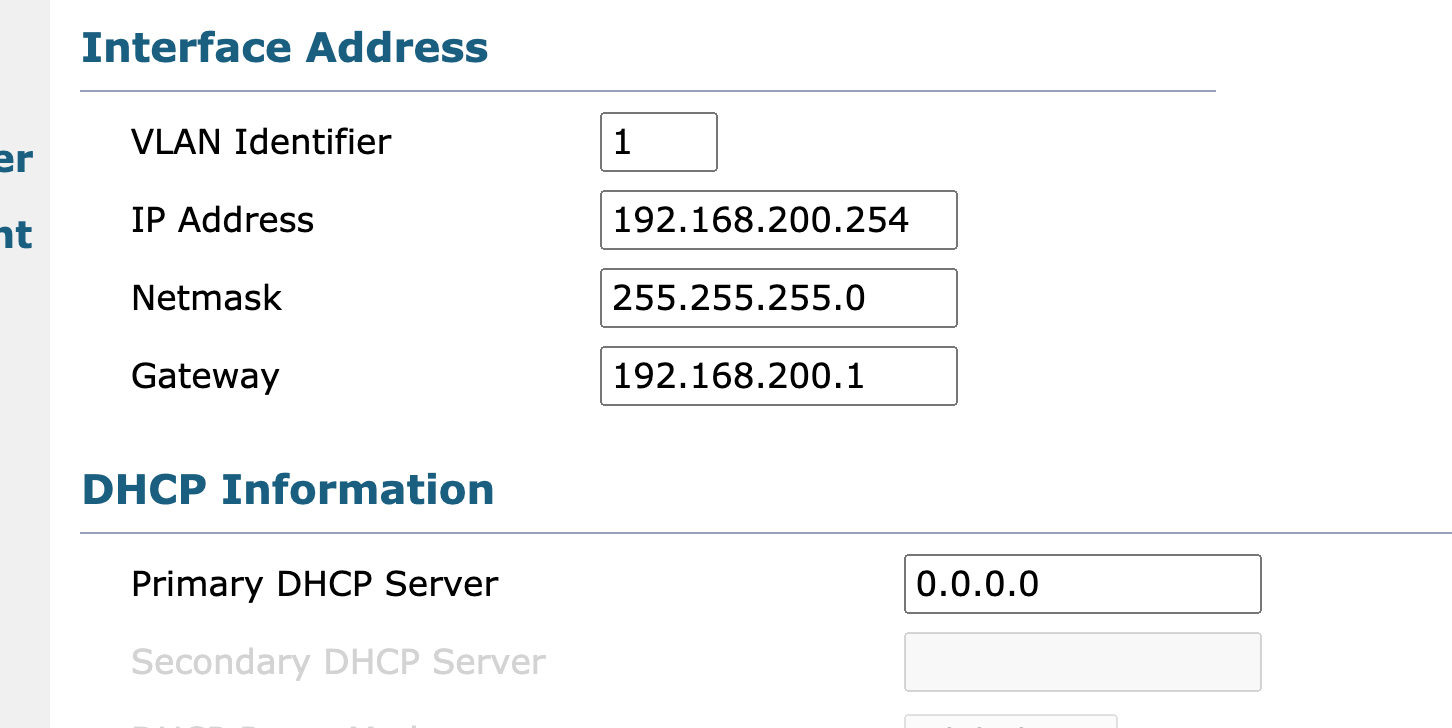 Interface Address
VLAN Identifier 1
er
IP Address 192.168.200.254
nt
Netmask 255.255.255.0
Gateway 192.168.200.1
DHCP Information
Primary DHCP Server 0.0.0.0
Secondary DHCP Server